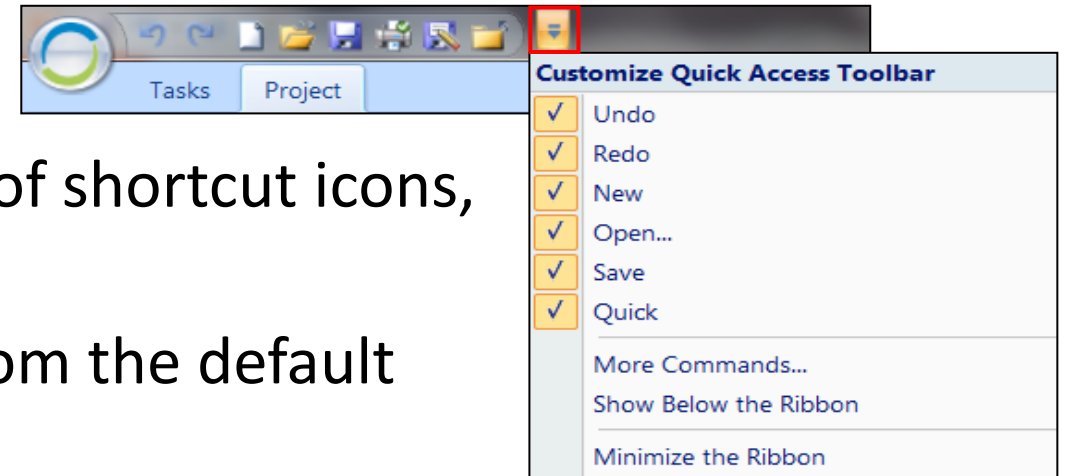 Tasks Project
Customize Quick Access Toolbar
Undo
Redo
New
Open...
Save
Quick
More Commands...
Show Below the Ribbon
Minimize the Ribbon
of shortcut icons,
the default